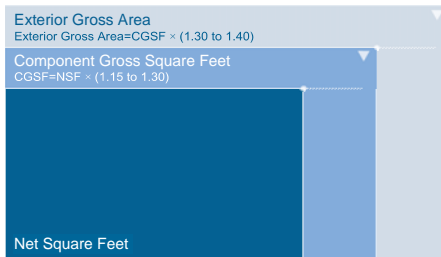 Exterior Gross Area
Exterior Gross Area=CGSF × (1.30 to 1.40)
Component Gross Square Feet
CGSF=NSF × (1.15 to 1.30)
Net Square Feet